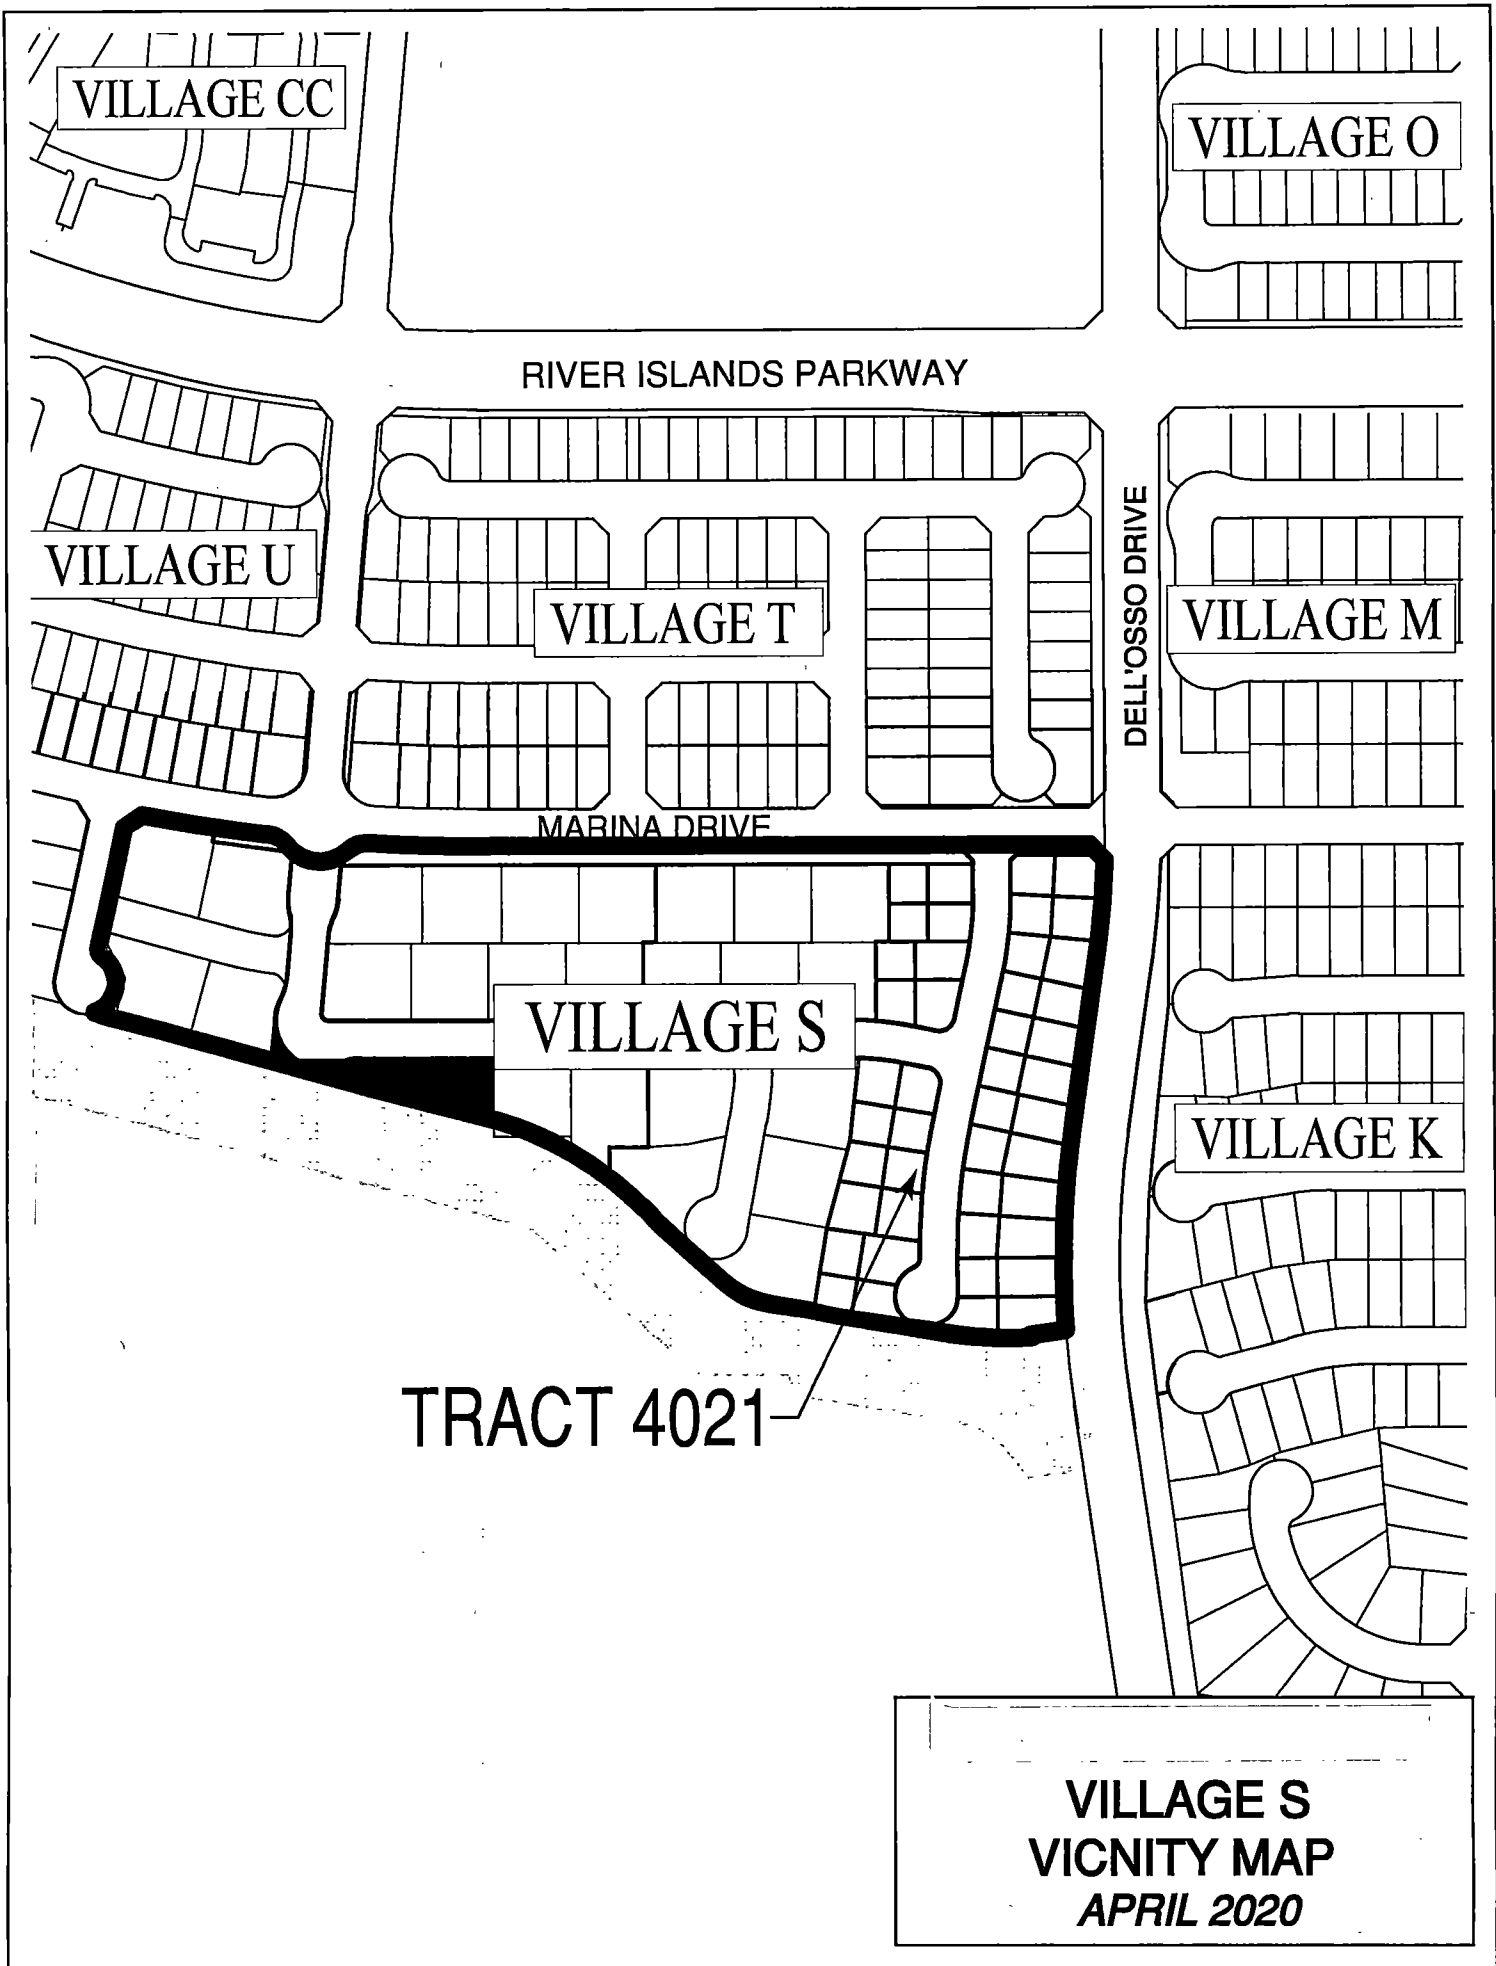 VILLAGE CC
VILLAGE O
RIVER ISLANDS PARKWAY
DELL'OSSO DRIVE
VILLAGE U
VILLAGE T
VILLAGE M
MARINA DRIVE
VILLAGE S
VILLAGE K
TRACT 4021
VILLAGE S
VICNITY MAP
APRIL 2020